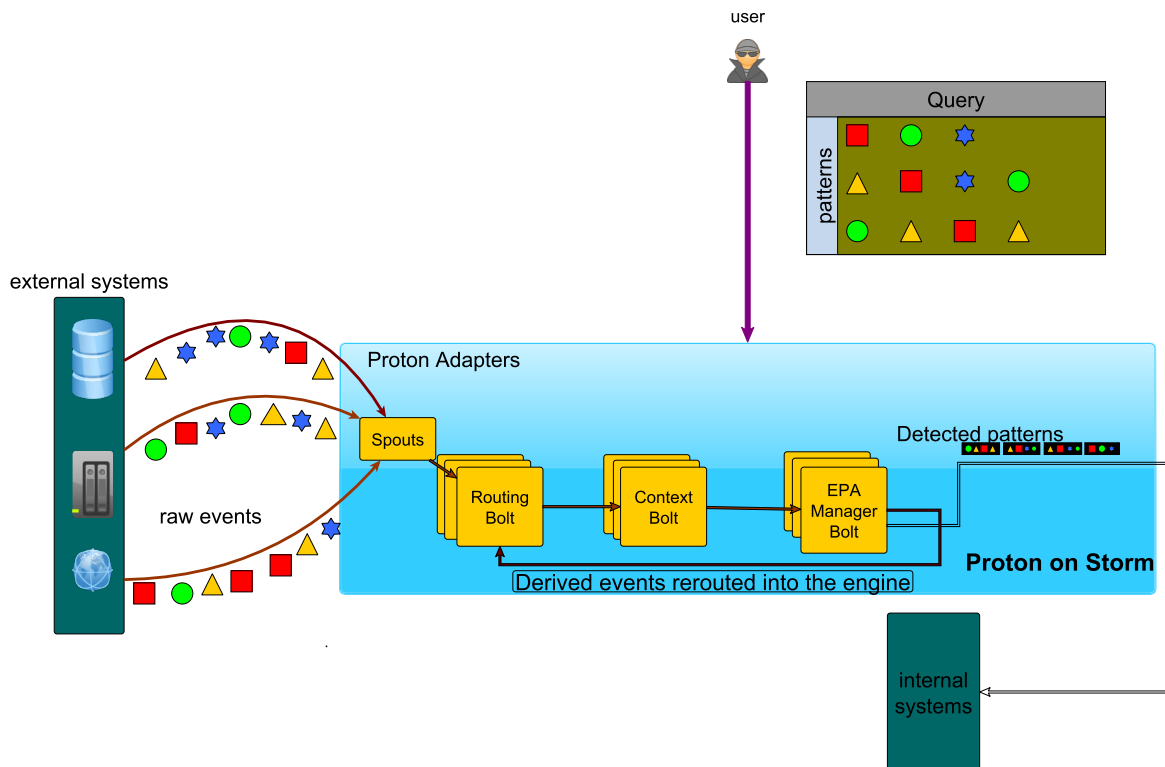 user
Query
patterns
external systems
Proton Adapters
Spouts
Detected patterns
raw events
Routing
Bolt
Context
Bolt
EPA
Manager
Bolt
Proton on Storm
Derived events rerouted into the engine
internal
systems